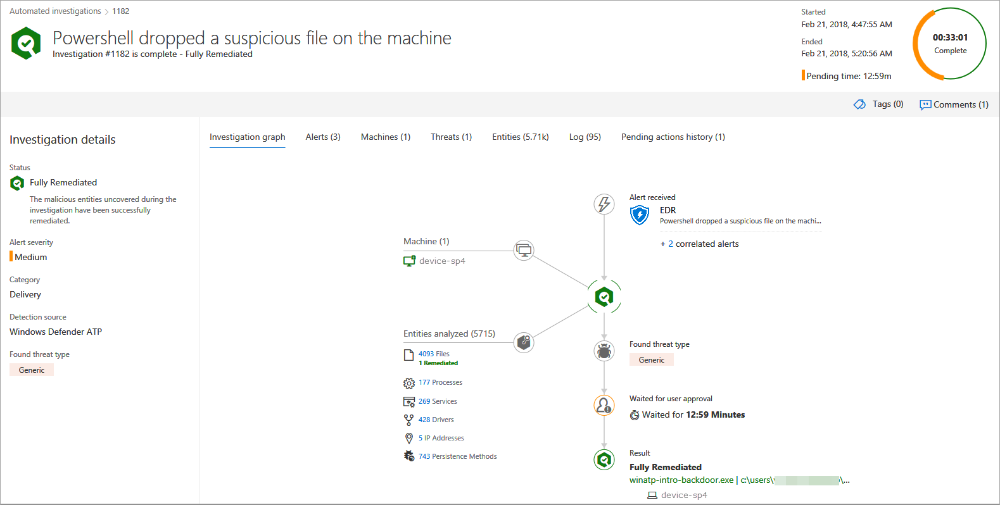 Automated investigations > 1182
Powershell dropped a suspicious file on the machine
Investigation #1182 is complete - Fully Remediated
Started
Feb 21, 2018, 4:47:55 AM
Ended
Feb 21, 2018, 5:20:56 AM
Pending time: 12:59m
00:33:01
Complete
Tags (0)
Comments (1)
Investigation details
Status
Fully Remediated
The malicious entities uncovered during the
investigation have been successfully
remediated.
Alert severity
Medium
Category
Delivery
Detection source
Windows Defender ATP
Found threat type
Generic
Investigation graph
Alerts (3)
Machines (1)
Threats (1)
Entities (5.71k)
Log (95)
Pending actions history (1)
Alert received
EDR
Powershell dropped a suspicious file on the machi...
+ 2 correlated alerts
Machine (1)
device-sp4
Entities analyzed (5715)
4093 Files
1 Remediated
177 Processes
269 Services
428 Drivers
5 IP Addresses
743 Persistence Methods
Found threat type
Generic
Waited for user approval
Waited for 12:59 Minutes
Result
Fully Remediated
winatp-intro-backdoor.exe | c:\users\ \...
device-sp4